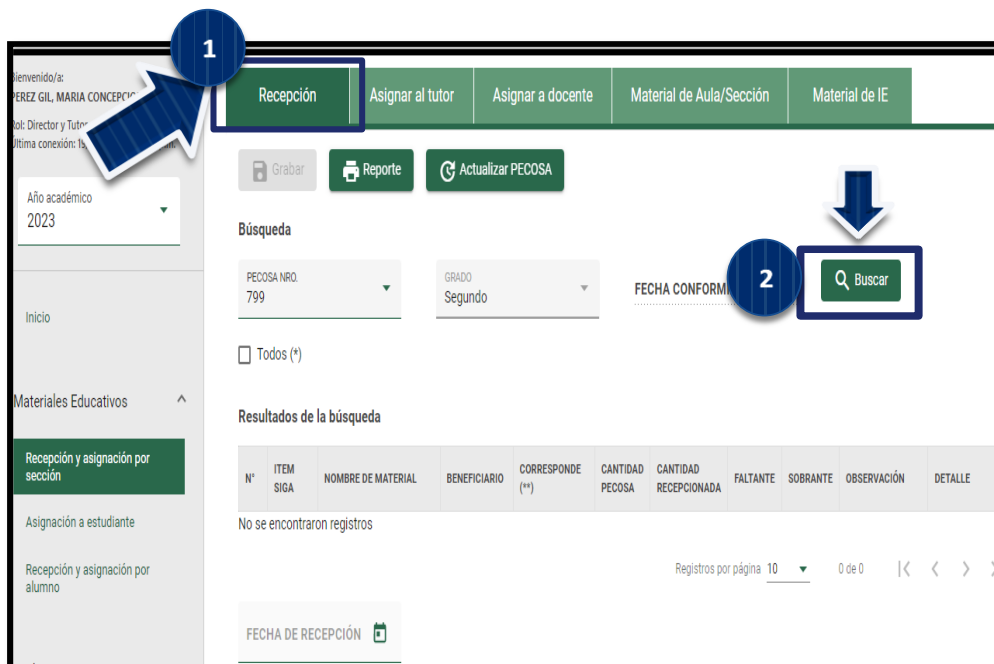 1
Bienvenido/a:
PEREZ GIL, MARIA
Rol: Director y
Última conexión:
Año académico
2023
Inicio
Materiales Educativos
Recepción y asignación por
sección
Asignación a estudiante
Recepción y asignación por
alumno
Recepción Asignar al tutor Asignar a docente Material de Aula/Sección Material de IE
Grabar Reporte Actualizar PECOSA
Búsqueda
PECOSA NRO.
799
GRADO
Segundo
FECHA
2
Buscar
Todos (*)
Resultados de la búsqueda
N° ITEM SIGA NOMBRE DE MATERIAL BENEFICIARIO CORRESPONDE (**) CANTIDAD PECOSA CANTIDAD RECEPCIONADA FALTANTE SOBRANTE OBSERVACIÓN DETALLE
No se encontraron registros
Registros por página 10 0 de 0
FECHA DE RECEPCIÓN